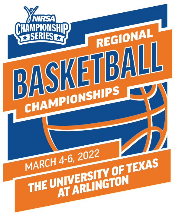 NIRSA
CHAMPIONSHIP
SERIES
REGIONAL
BASKETBALL
CHAMPIONSHIPS
MARCH 4-6, 2022
THE UNIVERSITY OF TEXAS
AT ARLINGTON